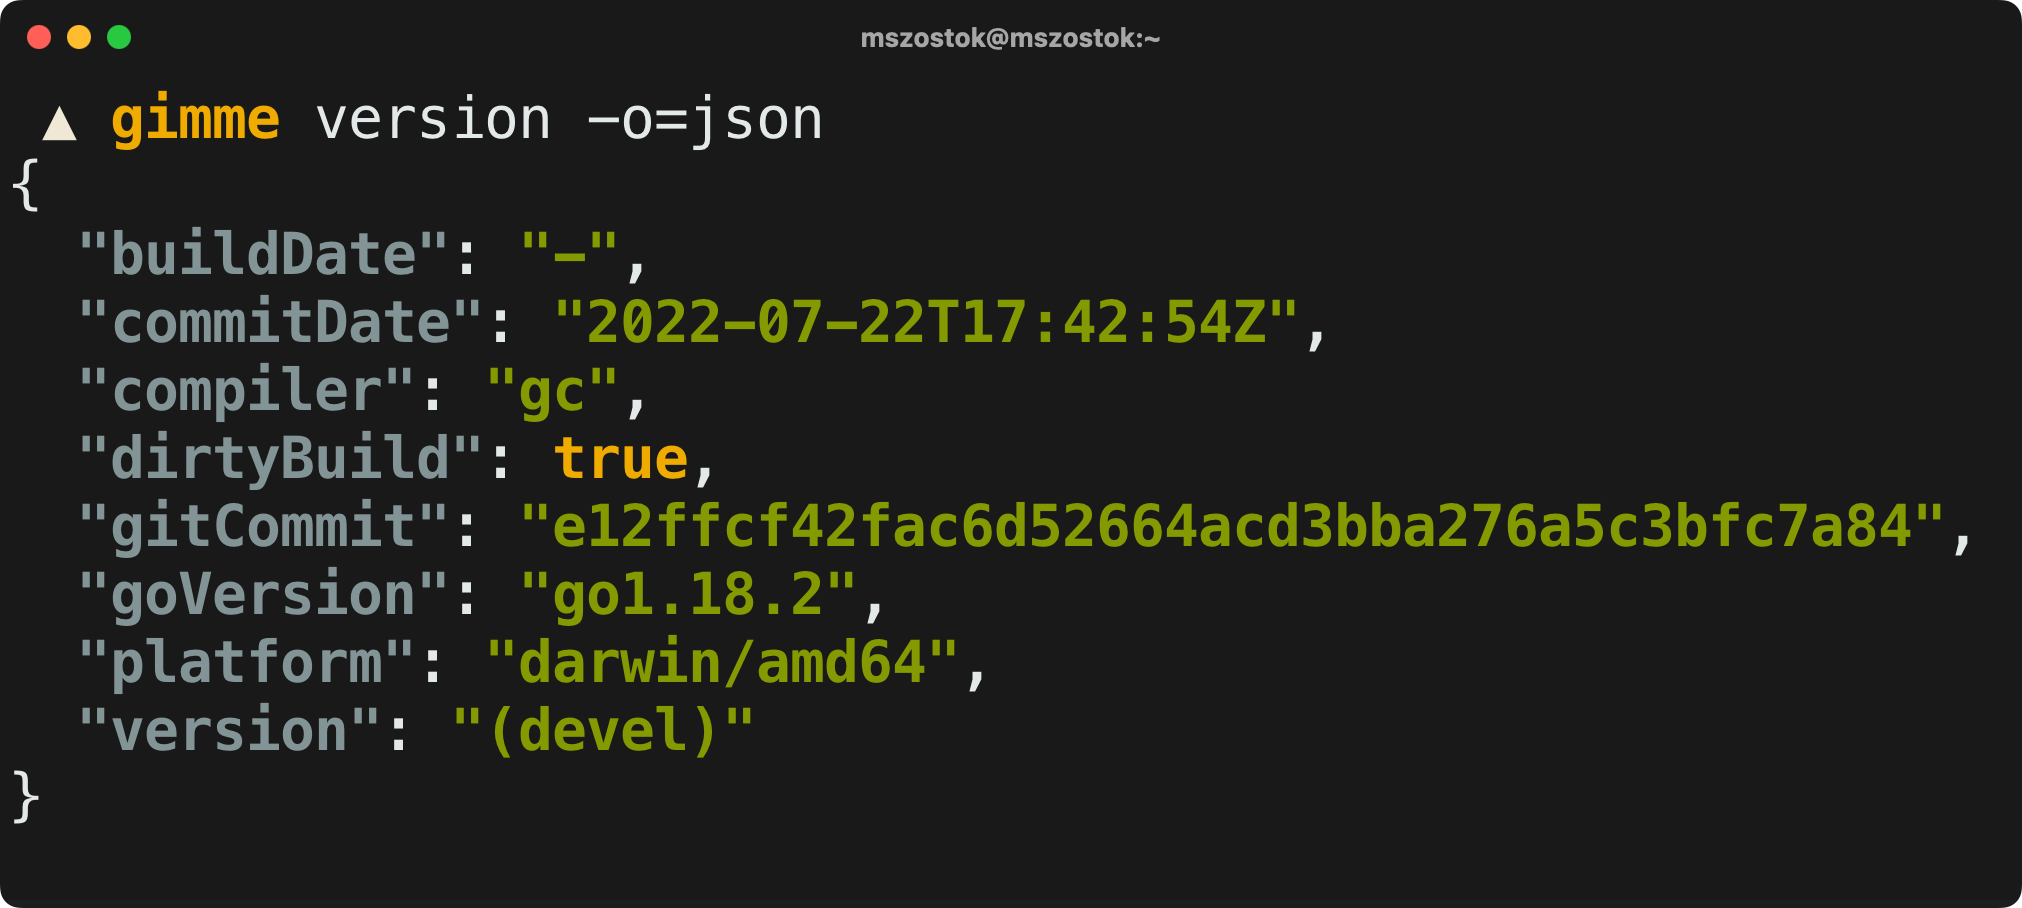 mszostok@mszostok:~
▲ gimme version -o=json
{
  "buildDate": "-",
  "commitDate": "2022-07-22T17:42:54Z",
  "compiler": "gc",
  "dirtyBuild": true,
  "gitCommit": "e12ffcf42fac6d52664acd3bba276a5c3bfc7a84",
  "goVersion": "go1.18.2",
  "platform": "darwin/amd64",
  "version": "(devel)"
}